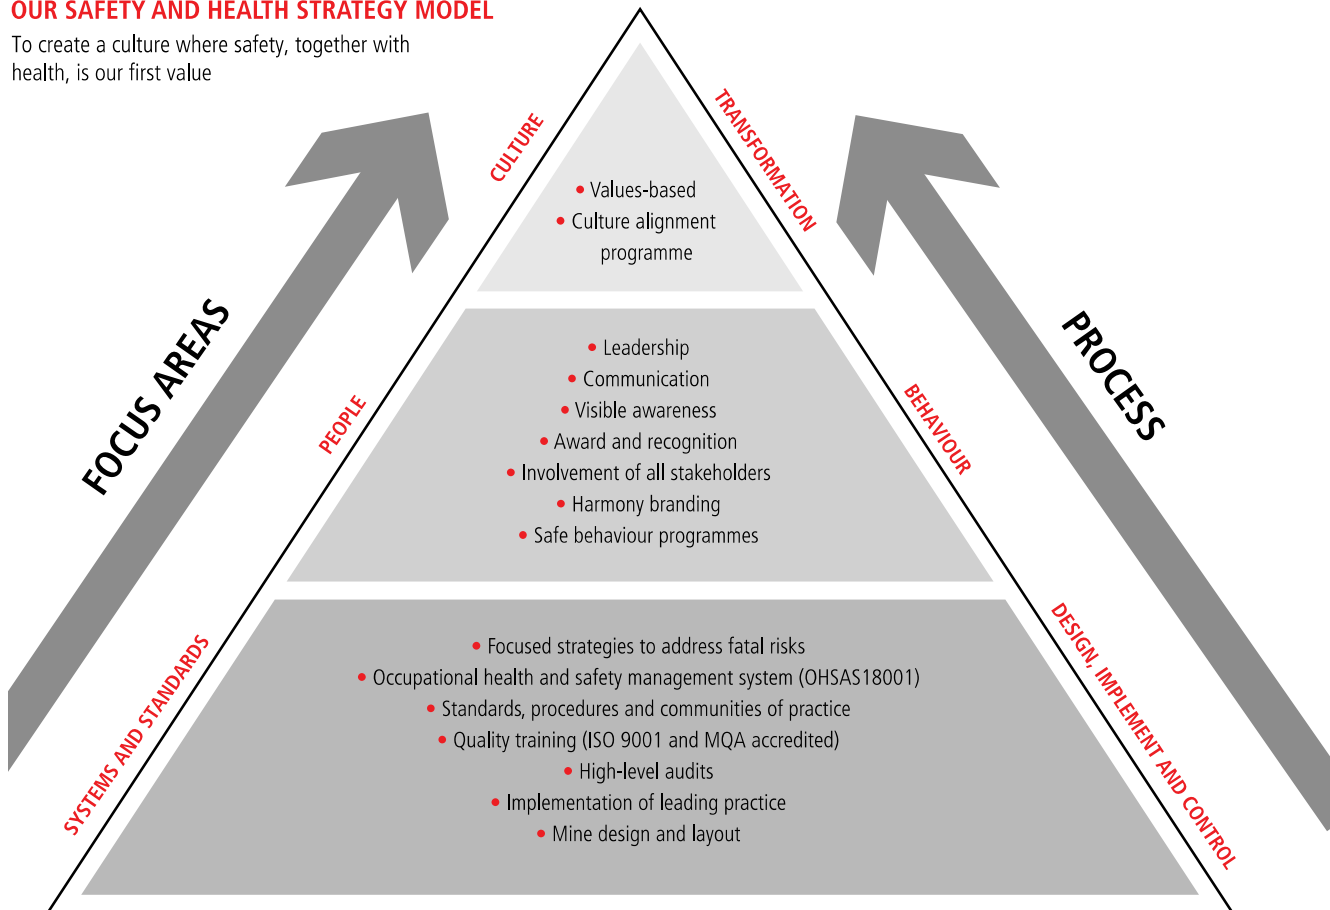 OUR SAFETY AND HEALTH STRATEGY MODEL
To create a culture where safety, together with
health, is our first value
FOCUS AREAS
PROCESS
CULTURE
TRANSFORMATION
• Values-based
• Culture alignment
programme
PEOPLE
BEHAVIOUR
• Leadership
• Communication
• Visible awareness
• Award and recognition
• Involvement of all stakeholders
• Harmony branding
• Safe behaviour programmes
SYSTEMS AND STANDARDS
DESIGN, IMPLEMENT AND CONTROL
• Focused strategies to address fatal risks
• Occupational health and safety management system (OHSAS18001)
• Standards, procedures and communities of practice
• Quality training (ISO 9001 and MQA accredited)
• High-level audits
• Implementation of leading practice
• Mine design and layout